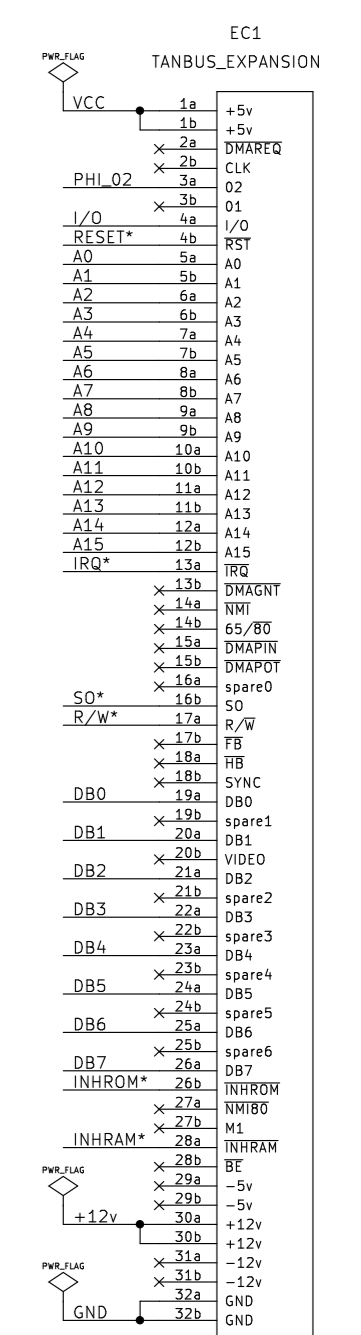 EC1
PWR_FLAG TANBUS_EXPANSION
VCC 1a +5v
1b +5v
2a DMAREQ
2b CLK
PHI_02 3a 02
3b 01
I/O 4a I/O
RESET* 4b RST
A0 5a A0
A1 5b A1
A2 6a A2
A3 6b A3
A4 7a A4
A5 7b A5
A6 8a A6
A7 8b A7
A8 9a A8
A9 9b A9
A10 10a A10
A11 10b A11
A12 11a A12
A13 11b A13
A14 12a A14
A15 12b A15
IRQ* 13a IRQ
13b DMAGNT
14a NMI
14b 65/80
15a DMAPIN
15b DMAPOT
16a spare0
SO* 16b SO
R/W* 17a R/W
17b FB
18a HB
18b SYNC
DB0 19a DB0
19b spare1
DB1 20a DB1
20b VIDEO
DB2 21a DB2
21b spare2
DB3 22a DB3
22b spare3
DB4 23a DB4
23b spare4
DB5 24a DB5
24b spare5
DB6 25a DB6
25b spare6
DB7 26a DB7
INHROM* 26b INHROM
27a NMI80
27b M1
INHRAM* 28a INHRAM
28b BE
PWR_FLAG 29a -5v
29b -5v
+12v 30a +12v
30b +12v
PWR_FLAG 31a -12v
31b -12v
32a GND
GND 32b GND